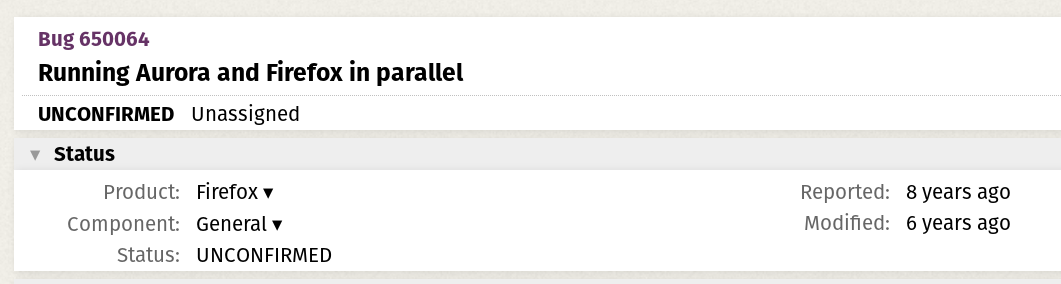 Bug 650064
Running Aurora and Firefox in parallel
UNCONFIRMED Unassigned
▼ Status
Product: Firefox ▾ Reported: 8 years ago
Component: General ▾ Modified: 6 years ago
Status: UNCONFIRMED